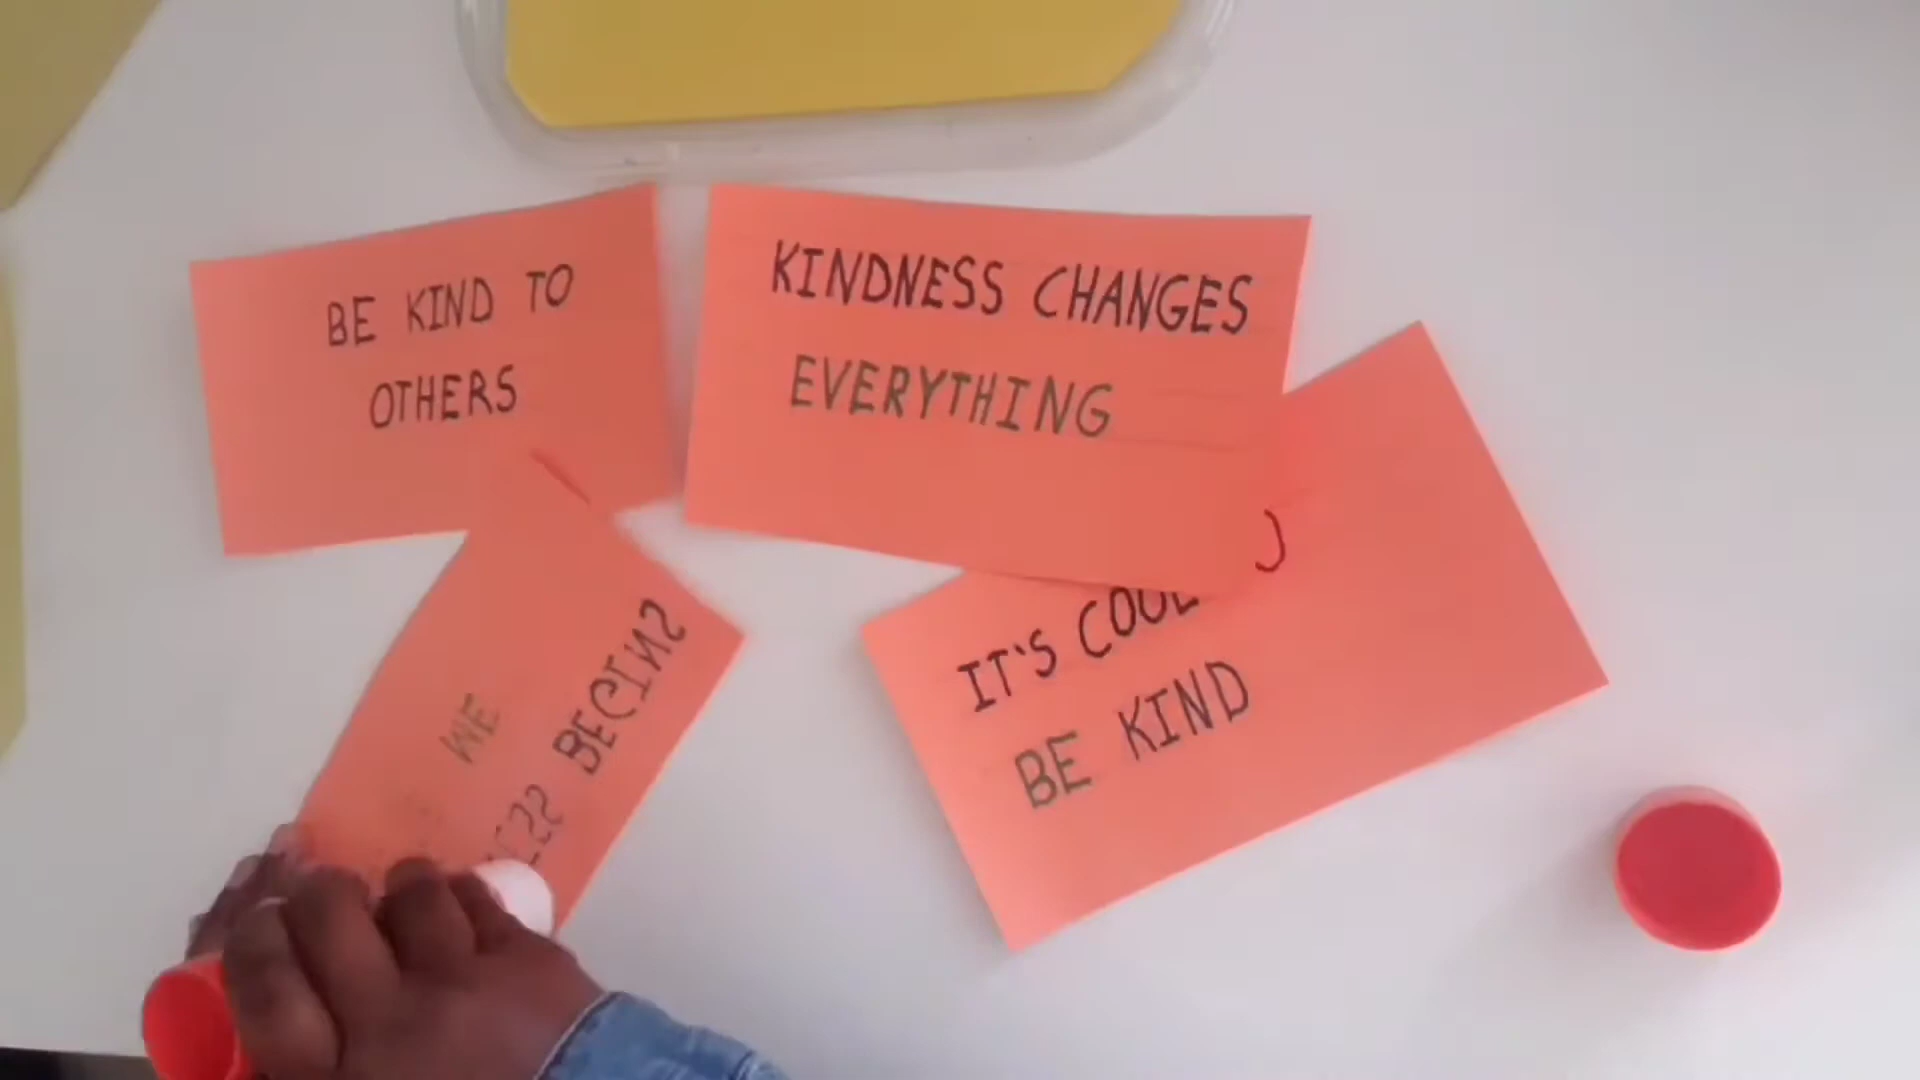 BE KIND TO
OTHERS
KINDNESS CHANGES
EVERYTHING
IT'S COOL
BE KIND
WE
BEGINS